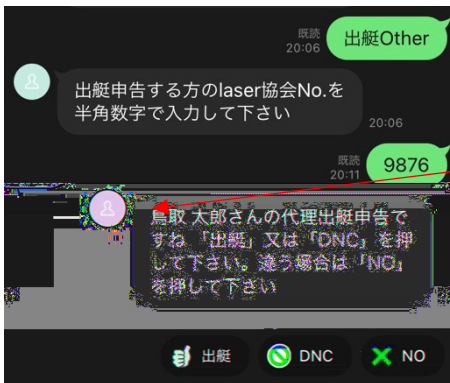 既読
20:06
出艇Other
出艇申告する方のlaser協会No.を
半角数字で入力して下さい
20:06
既読
20:11
9876
鳥取 太郎さんの代理出艇申告で
すね 「出艇」又は「DNC」を押
して下さい。違う場合は「NO」
を押して下さい
出艇
DNC
NO